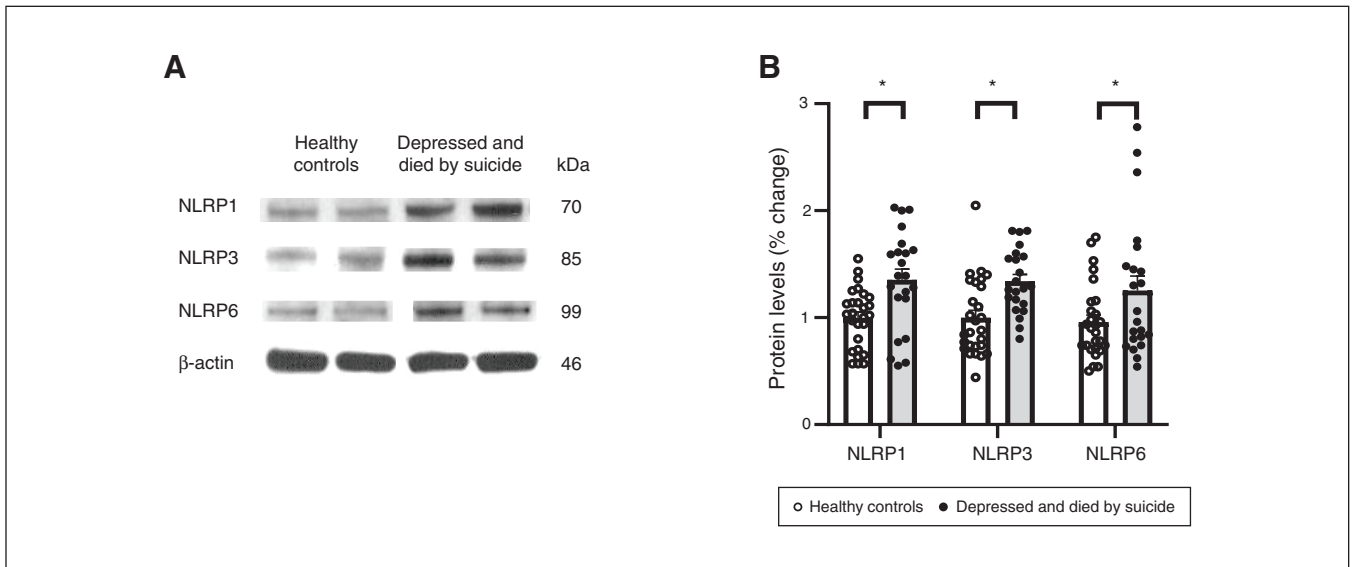 A
Healthy
controls
Depressed and
died by suicide
kDa
NLRP1
70
NLRP3
85
NLRP6
99
β-actin
46
B
* * *
Protein levels (% change)
3
2
1
0
NLRP1 NLRP3 NLRP6
Healthy controls Depressed and died by suicide